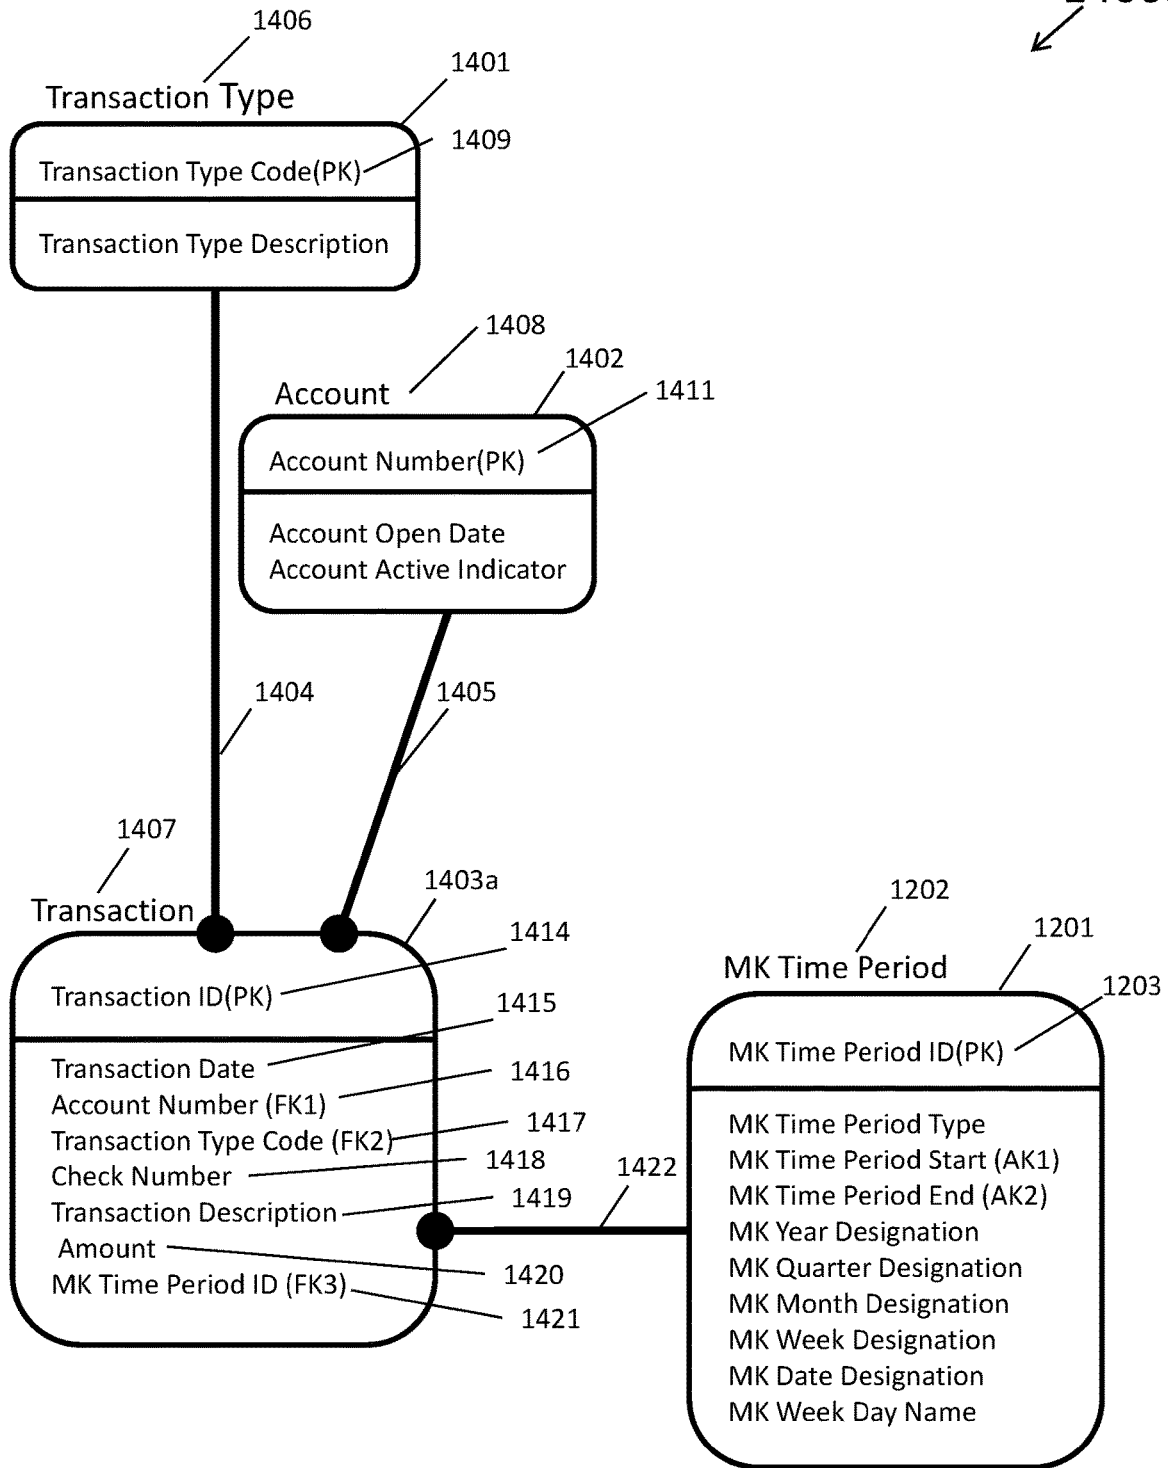 1406
Transaction Type
1401
1409
Transaction Type Code(PK)
Transaction Type Description
1408
1402
Account
1411
Account Number(PK)
Account Open Date
Account Active Indicator
1404
1405
1407
Transaction
1403a
1414
Transaction ID(PK)
1415
Transaction Date
1416
Account Number (FK1)
1417
Transaction Type Code (FK2)
1418
Check Number
1419
Transaction Description
Amount
1420
MK Time Period ID (FK3)
1421
1422
1202
1201
MK Time Period
1203
MK Time Period ID(PK)
MK Time Period Type
MK Time Period Start (AK1)
MK Time Period End (AK2)
MK Year Designation
MK Quarter Designation
MK Month Designation
MK Week Designation
MK Date Designation
MK Week Day Name